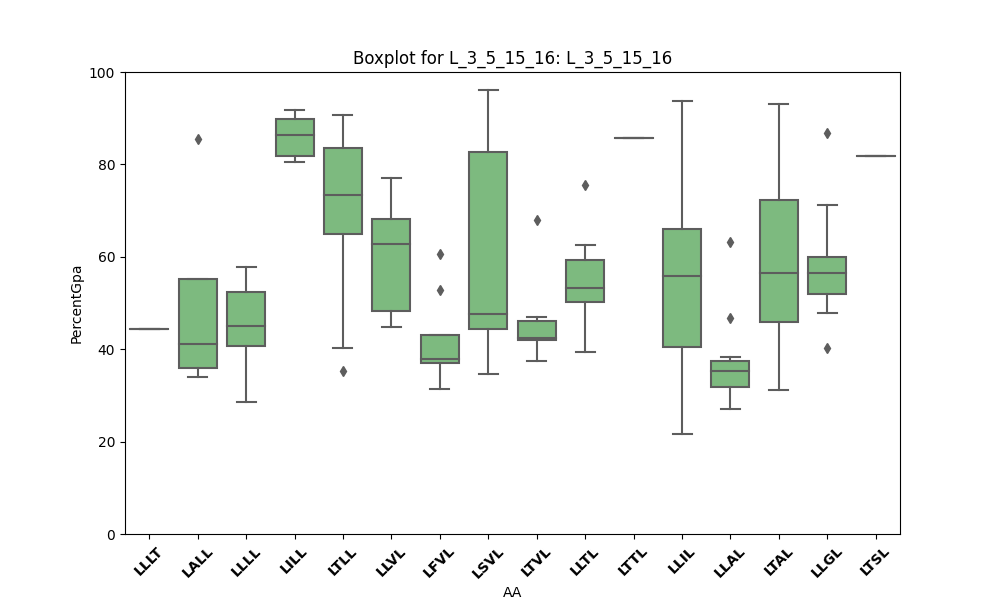 Boxplot for L_3_5_15_16: L_3_5_15_16
100
80
60
40
20
0
PercentGpa
LLLT LALL LLLL LILL LTLL LLVL LFVL LSVL LTVL LLTL LTTL LLIL LLAL LTAL LLGL LTSL
AA